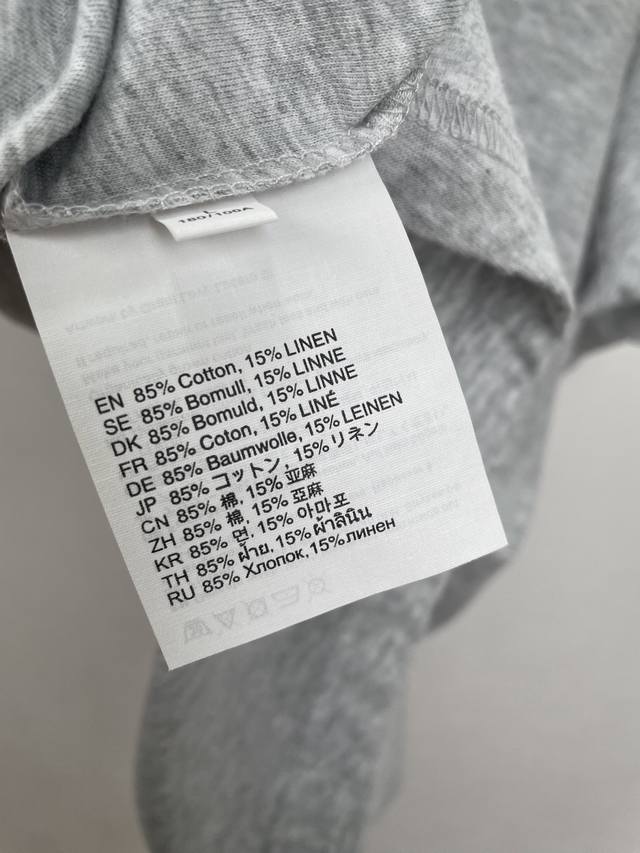 180/100A
EN 85% Cotton, 15% LINEN
SE 85% Bomull, 15% LINNE
DK 85% Bomuld, 15% LINNE
FR 85% Coton, 15% LINÉ
DE 85% Baumwolle, 15% LEINEN
JP 85% コットン, 15% リネン
CN 85% 棉, 15% 亚麻
ZH 85% 棉, 15% 亞麻
KR 85% 면, 15% 아마포
TH 85% ฝ้าย, 15% ผ้าลินิน
RU 85% Хлопок, 15% линен